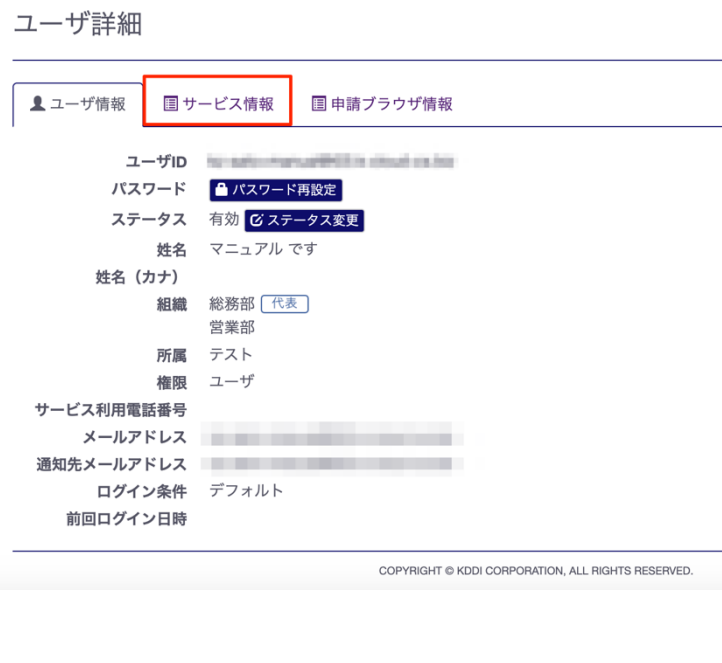 ユーザ詳細
ユーザ情報 サービス情報 申請ブラウザ情報
ユーザID
パスワード パスワード再設定
ステータス 有効 ステータス変更
姓名 マニュアル です
姓名（カナ）
組織 総務部 代表
営業部
所属 テスト
権限 ユーザ
サービス利用電話番号
メールアドレス
通知先メールアドレス
ログイン条件 デフォルト
前回ログイン日時
COPYRIGHT © KDDI CORPORATION, ALL RIGHTS RESERVED.